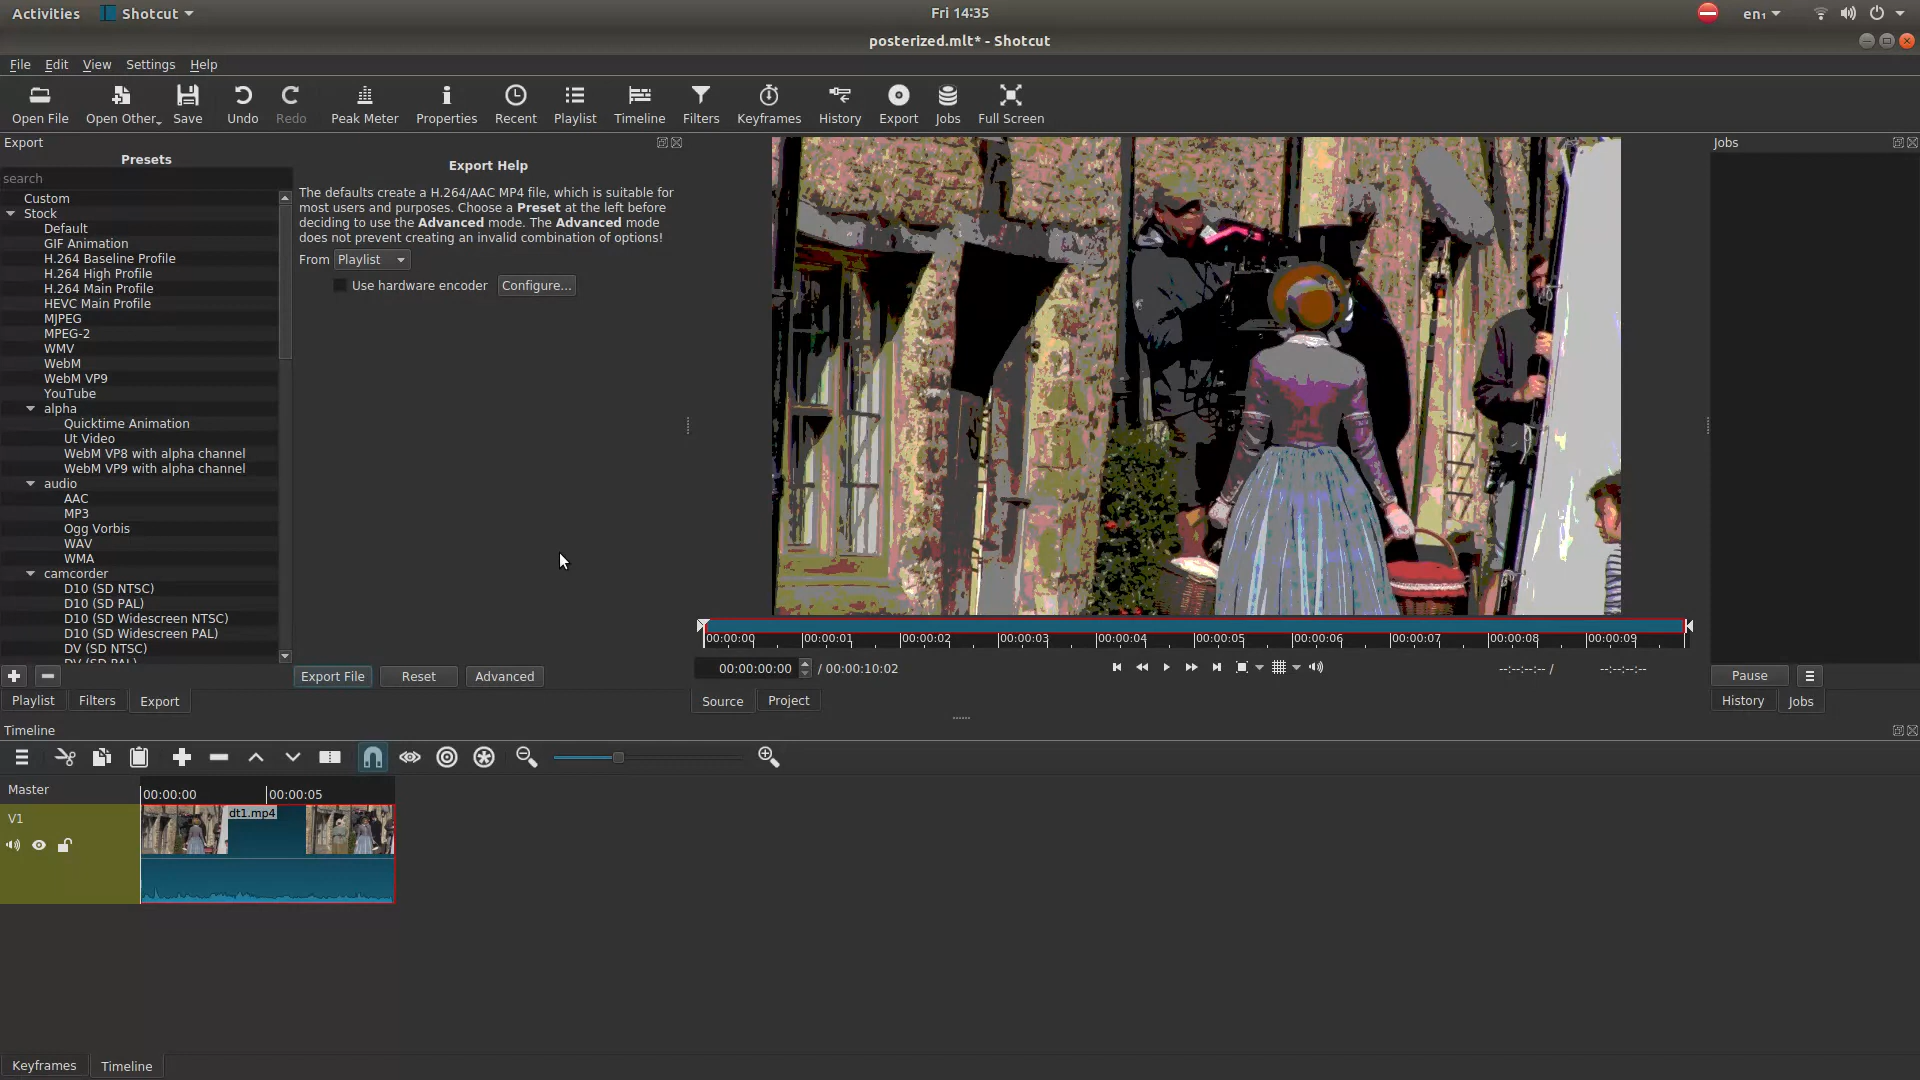 Activities Shotcut Fri 14:35 en₁
posterized.mlt* - Shotcut
File Edit View Settings Help
Open File Open Other Save Undo Redo Peak Meter Properties Recent Playlist Timeline Filters Keyframes History Export Jobs Full Screen
Export
Presets
search
Custom
Stock
Default
GIF Animation
H.264 Baseline Profile
H.264 High Profile
H.264 Main Profile
HEVC Main Profile
MJPEG
MPEG-2
WMV
WebM
WebM VP9
YouTube
alpha
Quicktime Animation
Ut Video
WebM VP8 with alpha channel
WebM VP9 with alpha channel
audio
AAC
MP3
Ogg Vorbis
WAV
WMA
camcorder
D10 (SD NTSC)
D10 (SD PAL)
D10 (SD Widescreen NTSC)
D10 (SD Widescreen PAL)
DV (SD NTSC)
DV (SD PAL)
Export Help
The defaults create a H.264/AAC MP4 file, which is suitable for
most users and purposes. Choose a Preset at the left before
deciding to use the Advanced mode. The Advanced mode
does not prevent creating an invalid combination of options!
From Playlist
Use hardware encoder Configure...
Export File Reset Advanced
Playlist Filters Export
00:00:00 00:00:01 00:00:02 00:00:03 00:00:04 00:00:05 00:00:06 00:00:07 00:00:08 00:00:09
00:00:00:00 / 00:00:10:02 --:--:--:-- / --:--:--:--
Source Project
Jobs
Pause
History Jobs
Timeline
Master
00:00:00 00:00:05
V1
dt1.mp4
Keyframes Timeline